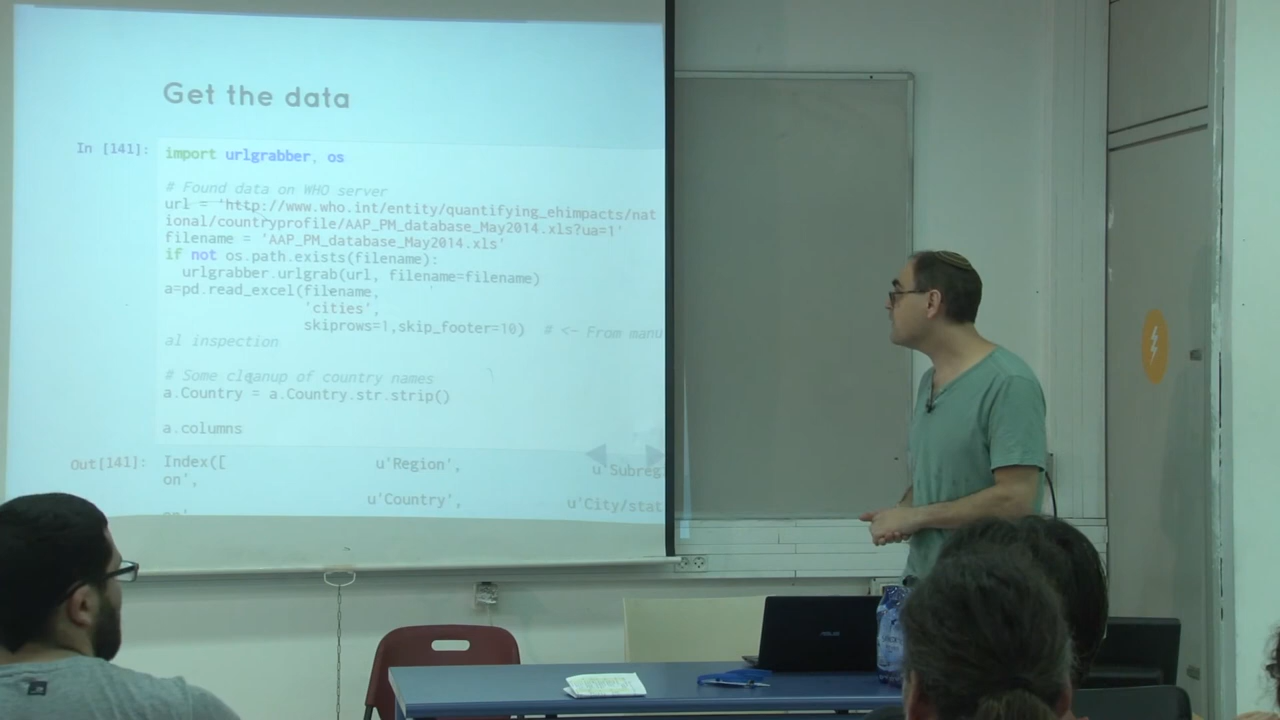 Get the data
In [141]:
import urlgrabber, os
# Found data on WHO server
url = 'http://www.who.int/entity/quantifying_ehimpacts/nat
ional/countryprofile/AAP_PM_database_May2014.xls?ua=1'
filename = 'AAP_PM_database_May2014.xls'
if not os.path.exists(filename):
urlgrabber.urlgrab(url, filename=filename)
a=pd.read_excel(filename,
'cities',
skiprows=1,skip_footer=10) # <- From manu
al inspection
# Some cleanup of country names
a.Country = a.Country.str.strip()
a.columns
Out[141]:
Index([ u'Region', u'Subreg
on',
u'Country', u'City/stat
ASUS